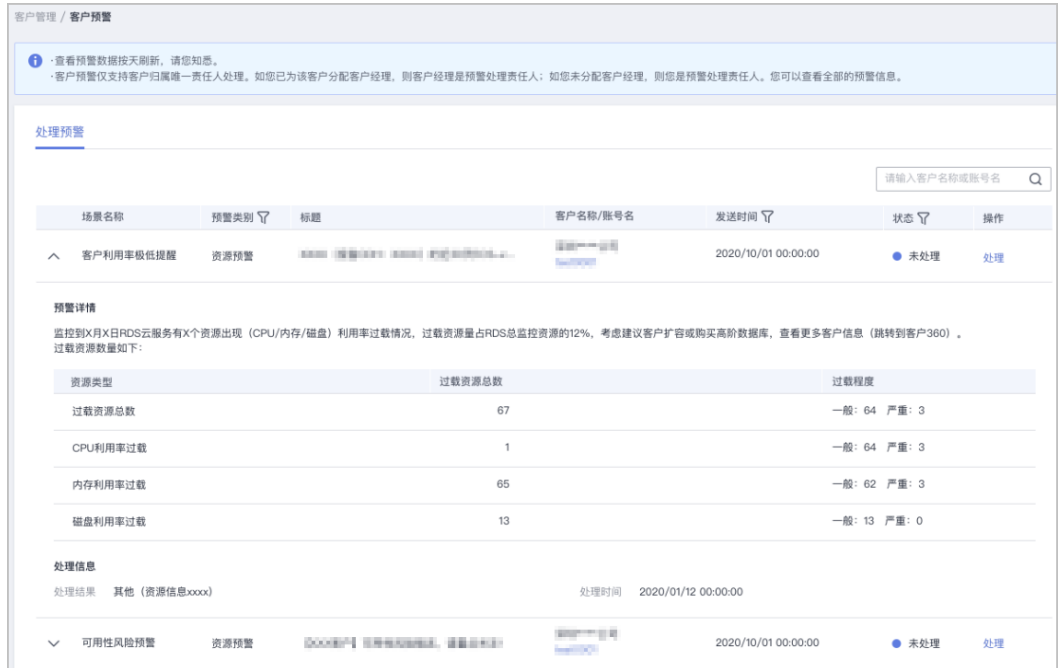 客户管理 / 客户预警
·查看预警数据按天刷新，请您知悉。
·客户预警仅支持客户归属唯一责任人处理。如您已为该客户分配客户经理，则客户经理是预警处理责任人；如您未分配客户经理，则您是预警处理责任人。您可以查看全部的预警信息。
处理预警
请输入客户名称或账号名
场景名称 预警类别 标题 客户名称/账号名 发送时间 状态 操作
客户利用率极低提醒 资源预警 2020/10/01 00:00:00 未处理 处理
预警详情
监控到X月X日RDS云服务有X个资源出现（CPU/内存/磁盘）利用率过载情况，过载资源量占RDS总监控资源的12%，考虑建议客户扩容或购买高阶数据库，查看更多客户信息（跳转到客户360）。
过载资源数量如下：
资源类型 过载资源总数 过载程度
过载资源总数 67 一般：64 严重：3
CPU利用率过载 1 一般：64 严重：3
内存利用率过载 65 一般：62 严重：3
磁盘利用率过载 13 一般：13 严重：0
处理信息
处理结果 其他（资源信息xxxx） 处理时间 2020/01/12 00:00:00
可用性风险预警 资源预警 2020/10/01 00:00:00 未处理 处理